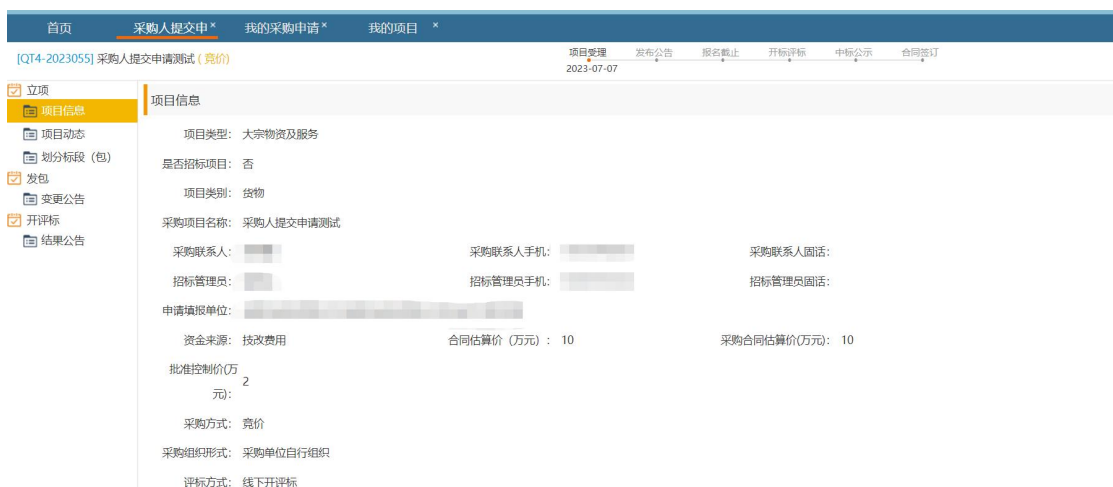 首页 采购人提交申× 我的采购申请× 我的项目 ×
[QT4-2023055] 采购人提交申请测试 ( 竞价) 项目受理 发布公告 报名截止 开标评标 中标公示 合同签订
2023-07-07
立项
项目信息
项目动态
划分标段（包）
发包
变更公告
开评标
结果公告
项目信息
项目类型： 大宗物资及服务
是否招标项目： 否
项目类别： 货物
采购项目名称： 采购人提交申请测试
采购联系人： 采购联系人手机： 采购联系人固话：
招标管理员： 招标管理员手机： 招标管理员固话：
申请填报单位：
资金来源： 技改费用 合同估算价（万元）： 10 采购合同估算价(万元)： 10
批准控制价(万
元)： 2
采购方式： 竞价
采购组织形式： 采购单位自行组织
评标方式： 线下开评标